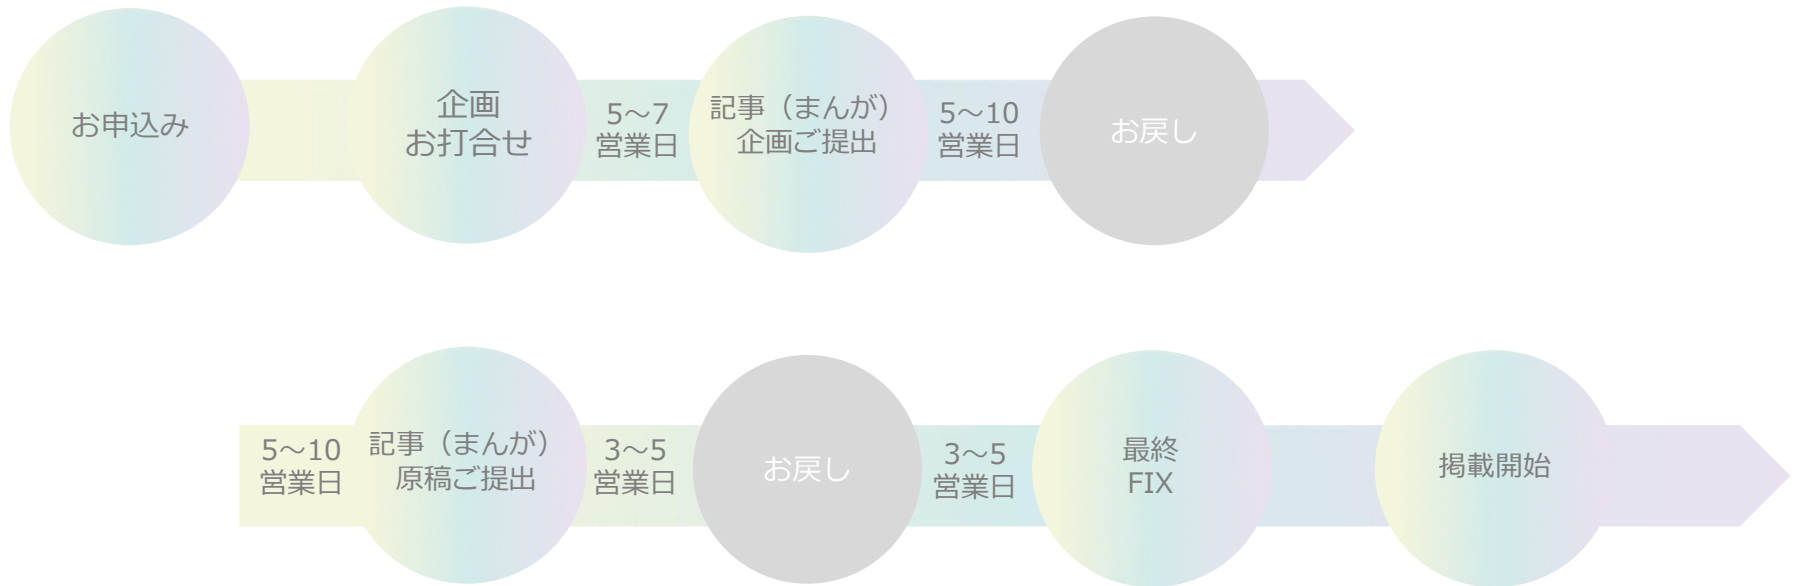 お申込み
企画
お打合せ
5～7
営業日
記事（まんが）
企画ご提出
5～10
営業日
お戻し
5～10
営業日
記事（まんが）
原稿ご提出
3～5
営業日
お戻し
3～5
営業日
最終
FIX
掲載開始